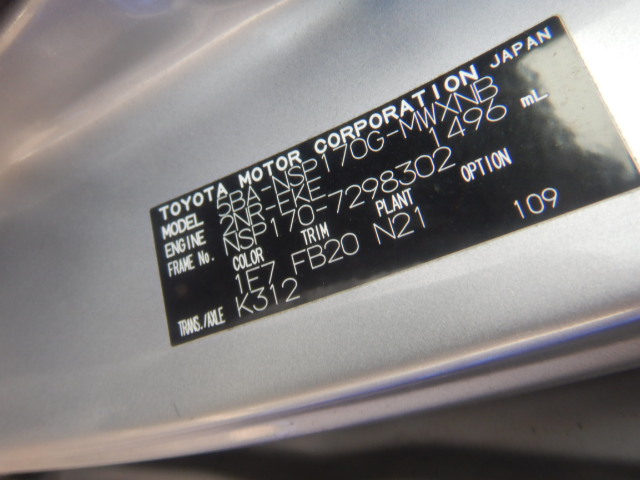 TOYOTA MOTOR CORPORATION JAPAN
MODEL DBA-NSP170G-MWXNB
ENGINE 2NR-FKE 1496 mL
FRAME No. NSP170-7298302
COLOR TRIM PLANT OPTION
1E7 FB20 N21 109
TRANS./AXLE K312